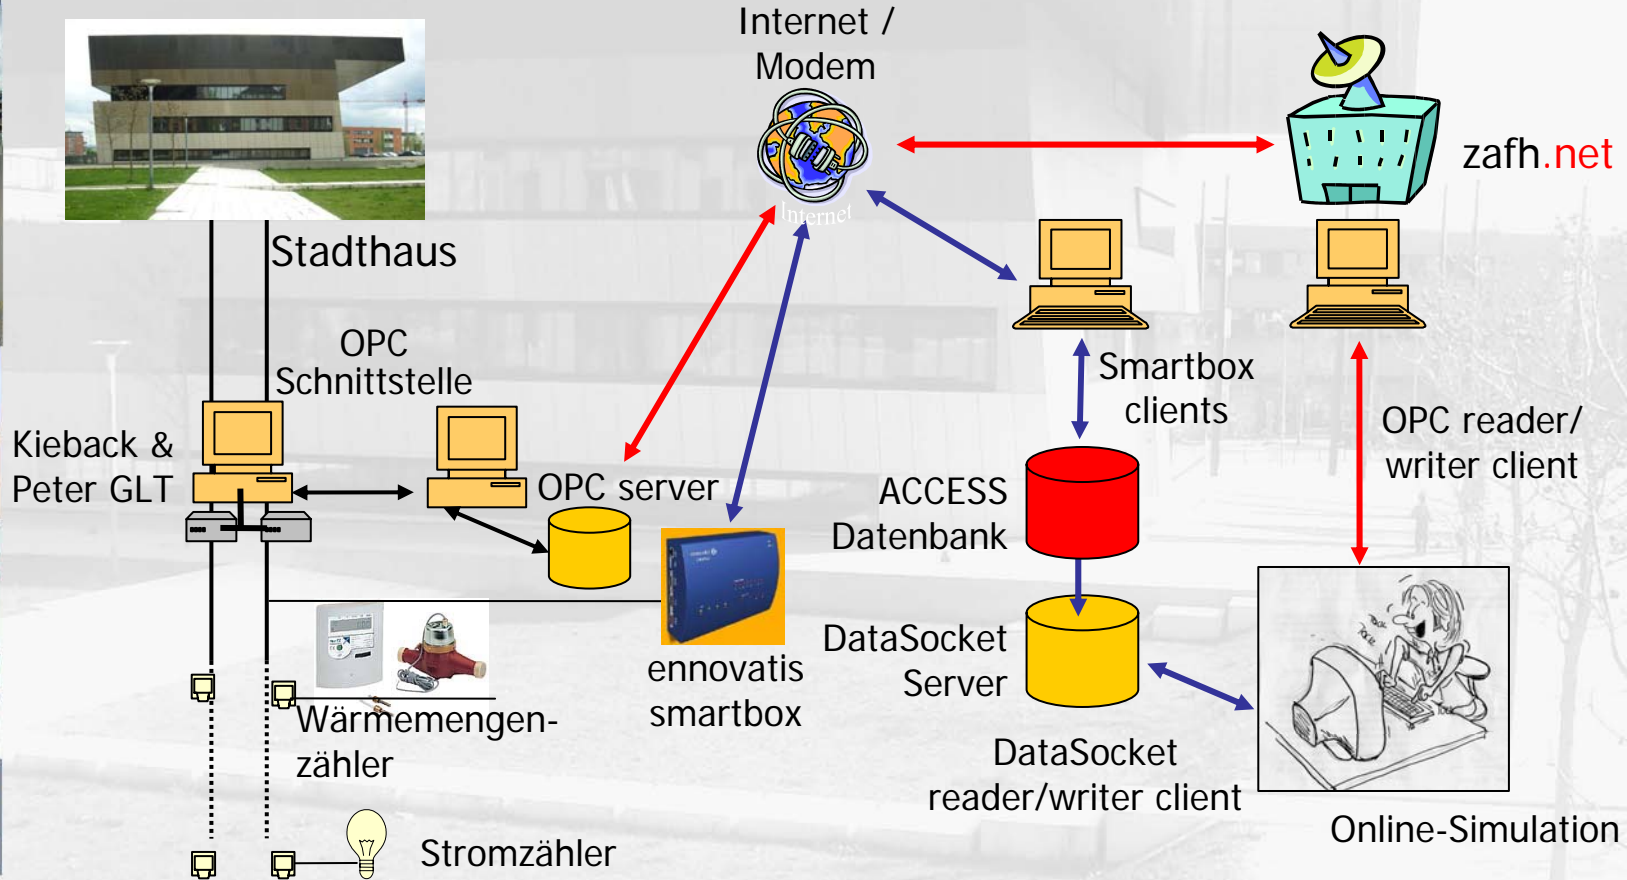 Internet /
Modem
Internet
zafh.net
Stadthaus
OPC
Schnittstelle
Kieback &
Peter GLT
OPC server
Smartbox
clients
OPC reader/
writer client
ACCESS
Datenbank
ennovatis
smartbox
DataSocket
Server
Wärmemengen-
zähler
DataSocket
reader/writer client
Online-Simulation
Stromzähler